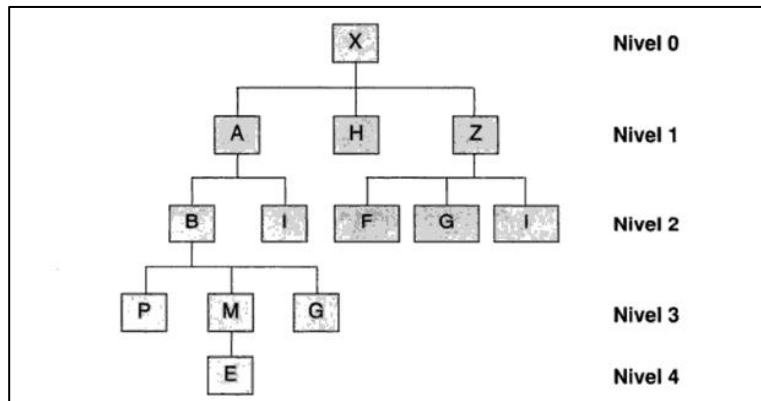 X Nivel 0
A H Z Nivel 1
B I F G I Nivel 2
P M G Nivel 3
E Nivel 4